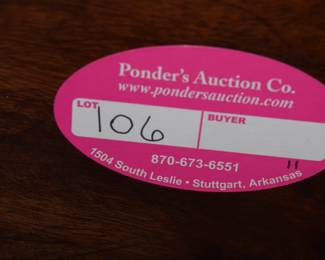 Ponder's Auction Co.
www.pondersauction.com
LOT
106
BUYER
870-673-6551
1504 South Leslie • Stuttgart, Arkansas